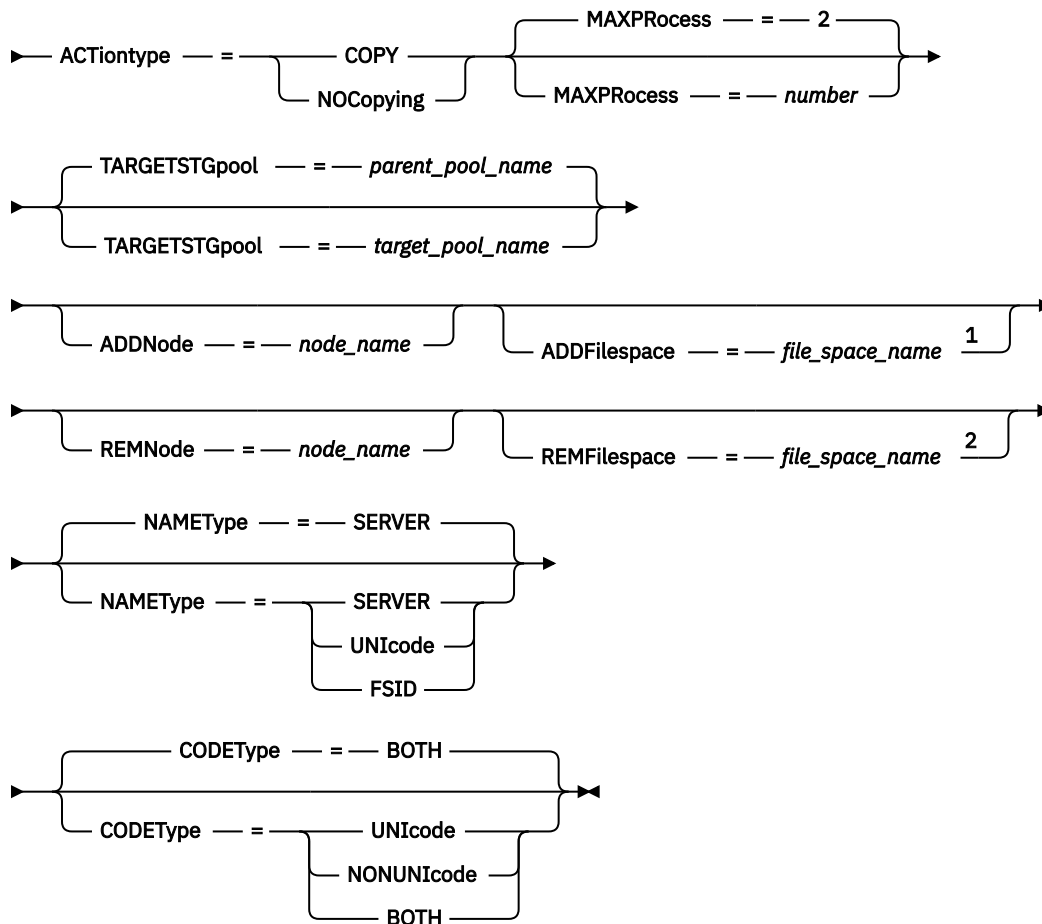 MAXPRocess = 2
ACTiontype = COPY
NOCopying
MAXPRocess = number
TARGETSTGpool = parent_pool_name
TARGETSTGpool = target_pool_name
ADDNode = node_name
ADDFilespace = file_space_name 1
REMNode = node_name
REMFilespace = file_space_name 2
NAMEType = SERVER
NAMEType = SERVER
UNIcode
FSID
CODEType = BOTH
CODEType = UNIcode
NONUNIcode
BOTH